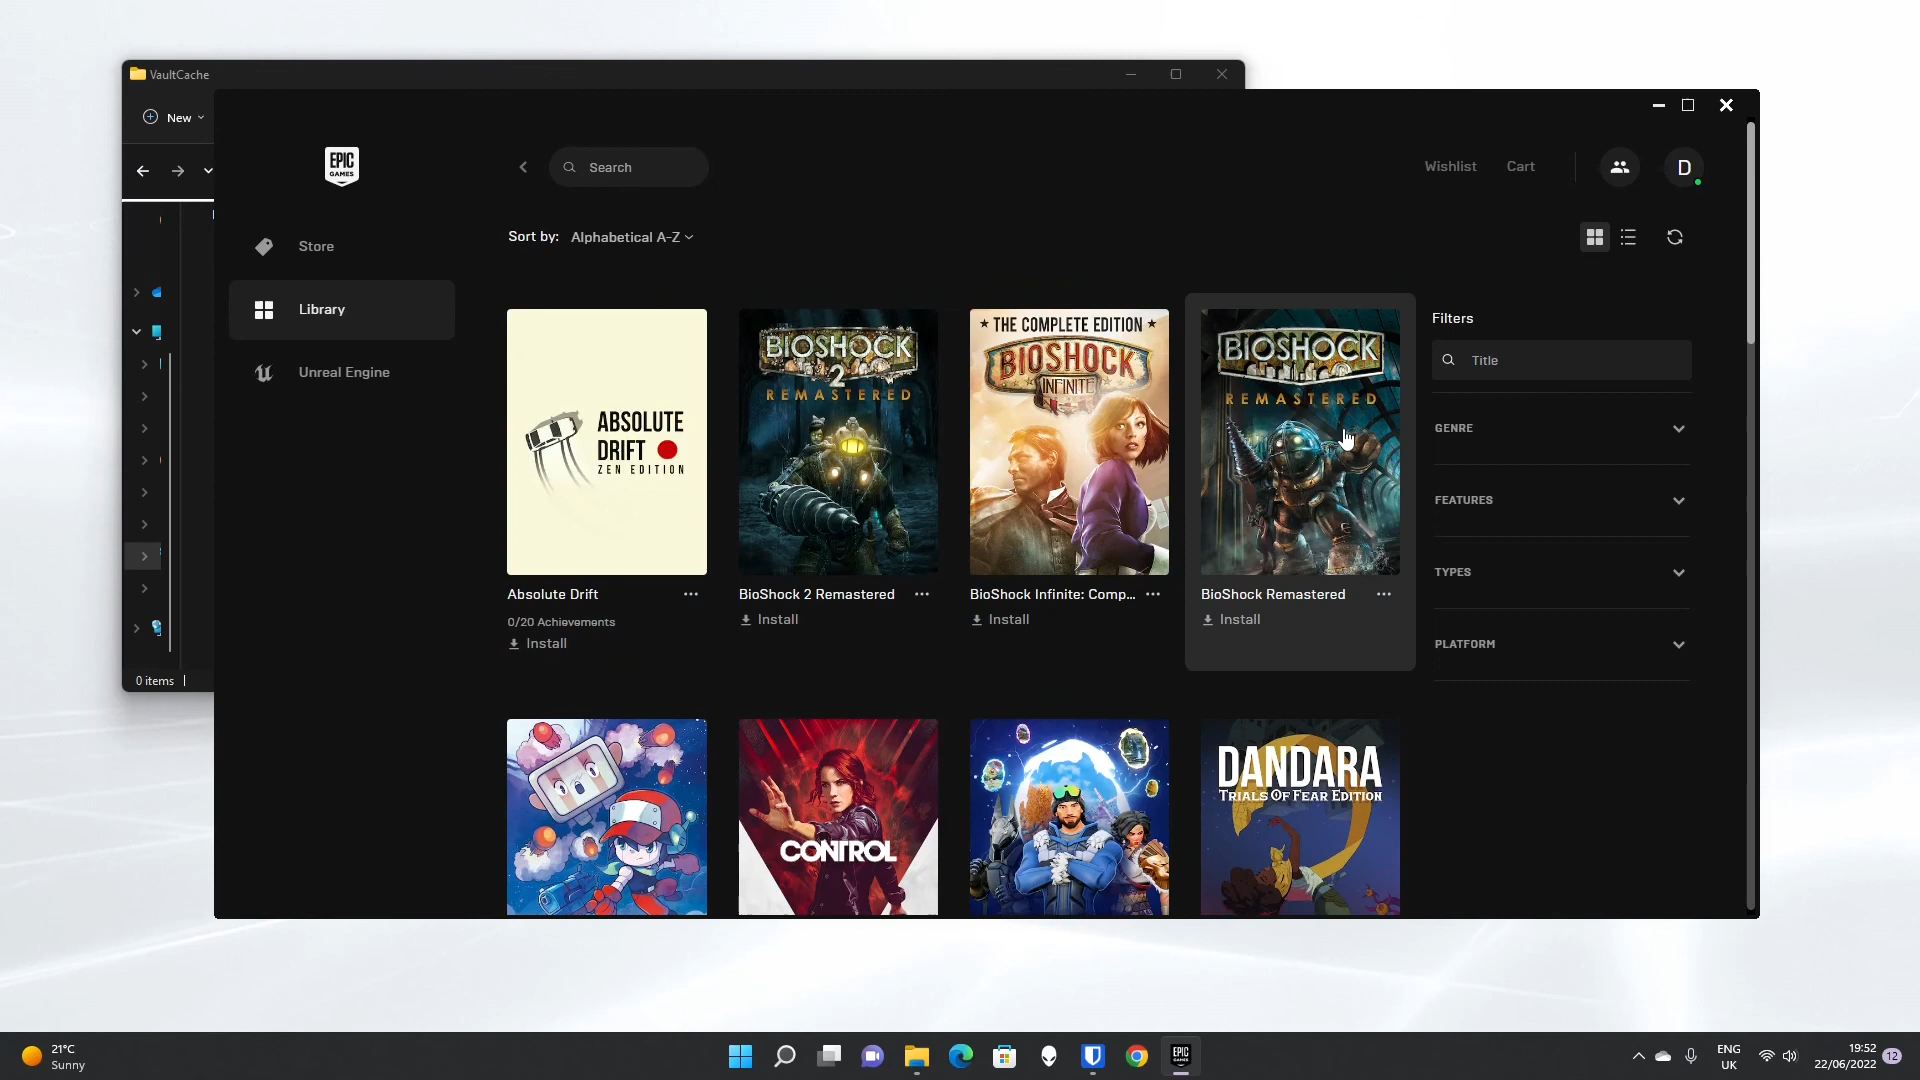 VaultCache
New
EPIC
GAMES
Search
Wishlist
Cart
D
Store
Library
Unreal Engine
Sort by: Alphabetical A-Z
ABSOLUTE
DRIFT
ZEN EDITION
Absolute Drift
0/20 Achievements
Install
BIOSHOCK
2
REMASTERED
BioShock 2 Remastered
Install
THE COMPLETE EDITION
BIOSHOCK
INFINITE
BioShock Infinite: Comp...
Install
BIOSHOCK
REMASTERED
BioShock Remastered
Install
Filters
Title
GENRE
FEATURES
TYPES
PLATFORM
CONTROL
DANDARA
TRIALS OF FEAR EDITION
0 items
21°C
Sunny
EPIC
GAMES
ENG
UK
19:52
22/06/2022
12